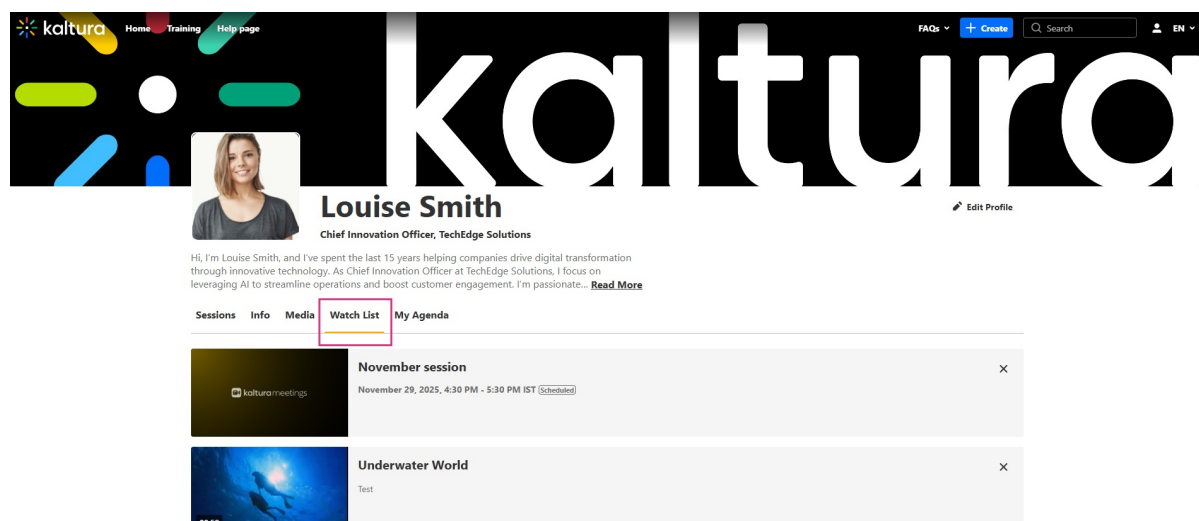 kaltura Home Training Help page FAQs + Create Search EN
kaltura
Louise Smith
Edit Profile
Chief Innovation Officer, TechEdge Solutions
Hi, I'm Louise Smith, and I've spent the last 15 years helping companies drive digital transformation
through innovative technology. As Chief Innovation Officer at TechEdge Solutions, I focus on
leveraging AI to streamline operations and boost customer engagement. I'm passionate... Read More
Sessions Info Media Watch List My Agenda
November session
kaltura meetings
November 29, 2025, 4:30 PM - 5:30 PM IST Scheduled
Underwater World
Test